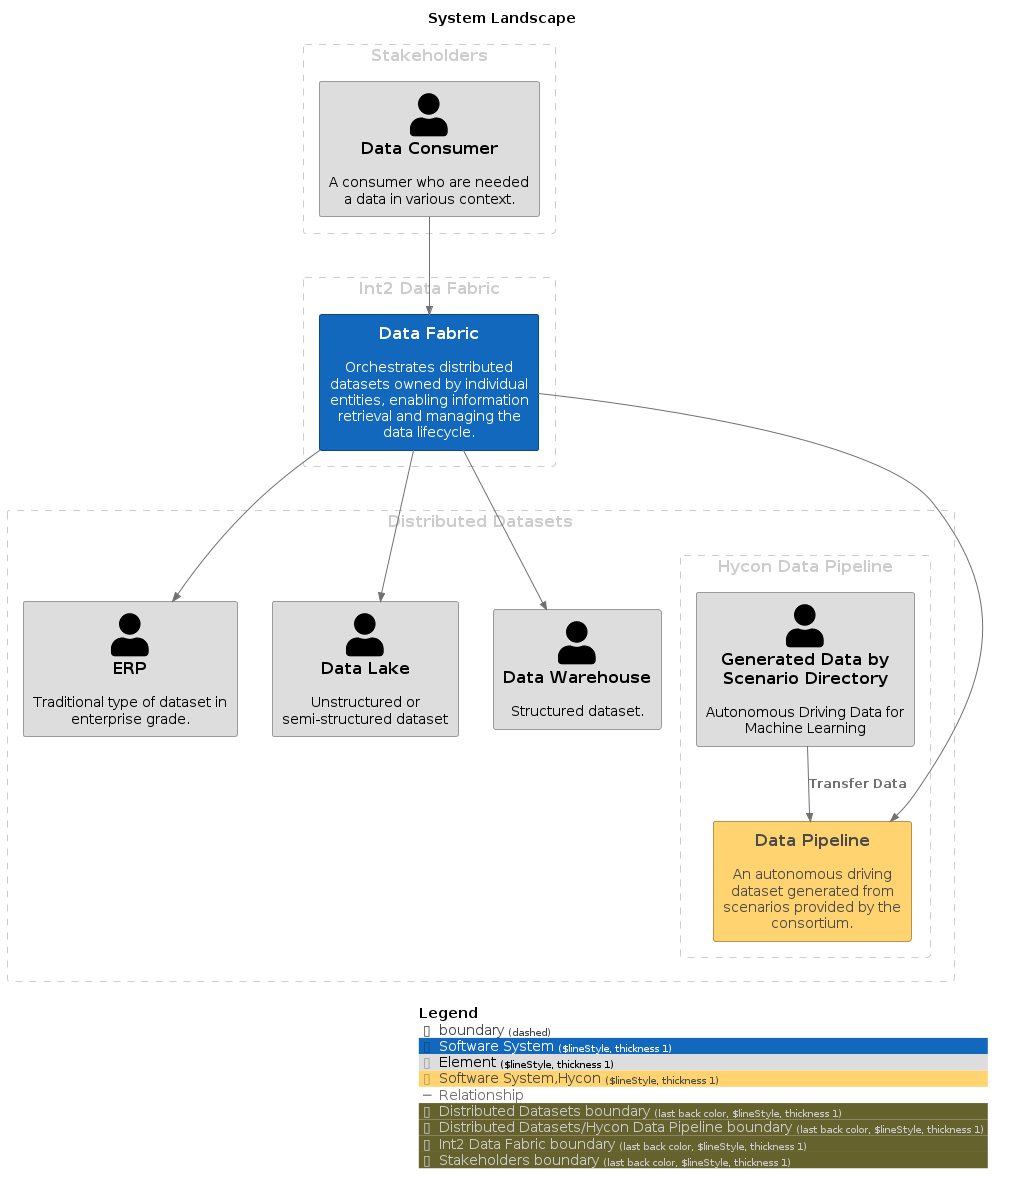 System Landscape
Stakeholders
Data Consumer
A consumer who are needed
a data in various context.
Int2 Data Fabric
Data Fabric
Orchestrates distributed
datasets owned by individual
entities, enabling information
retrieval and managing the
data lifecycle.
Distributed Datasets
ERP
Traditional type of dataset in
enterprise grade.
Data Lake
Unstructured or
semi-structured dataset
Data Warehouse
Structured dataset.
Hycon Data Pipeline
Generated Data by
Scenario Directory
Autonomous Driving Data for
Machine Learning
Transfer Data
Data Pipeline
An autonomous driving
dataset generated from
scenarios provided by the
consortium.
Legend
boundary (dashed)
Software System ($lineStyle, thickness 1)
Element ($lineStyle, thickness 1)
Software System,Hycon ($lineStyle, thickness 1)
Relationship
Distributed Datasets boundary (last back color, $lineStyle, thickness 1)
Distributed Datasets/Hycon Data Pipeline boundary (last back color, $lineStyle, thickness 1)
Int2 Data Fabric boundary (last back color, $lineStyle, thickness 1)
Stakeholders boundary (last back color, $lineStyle, thickness 1)